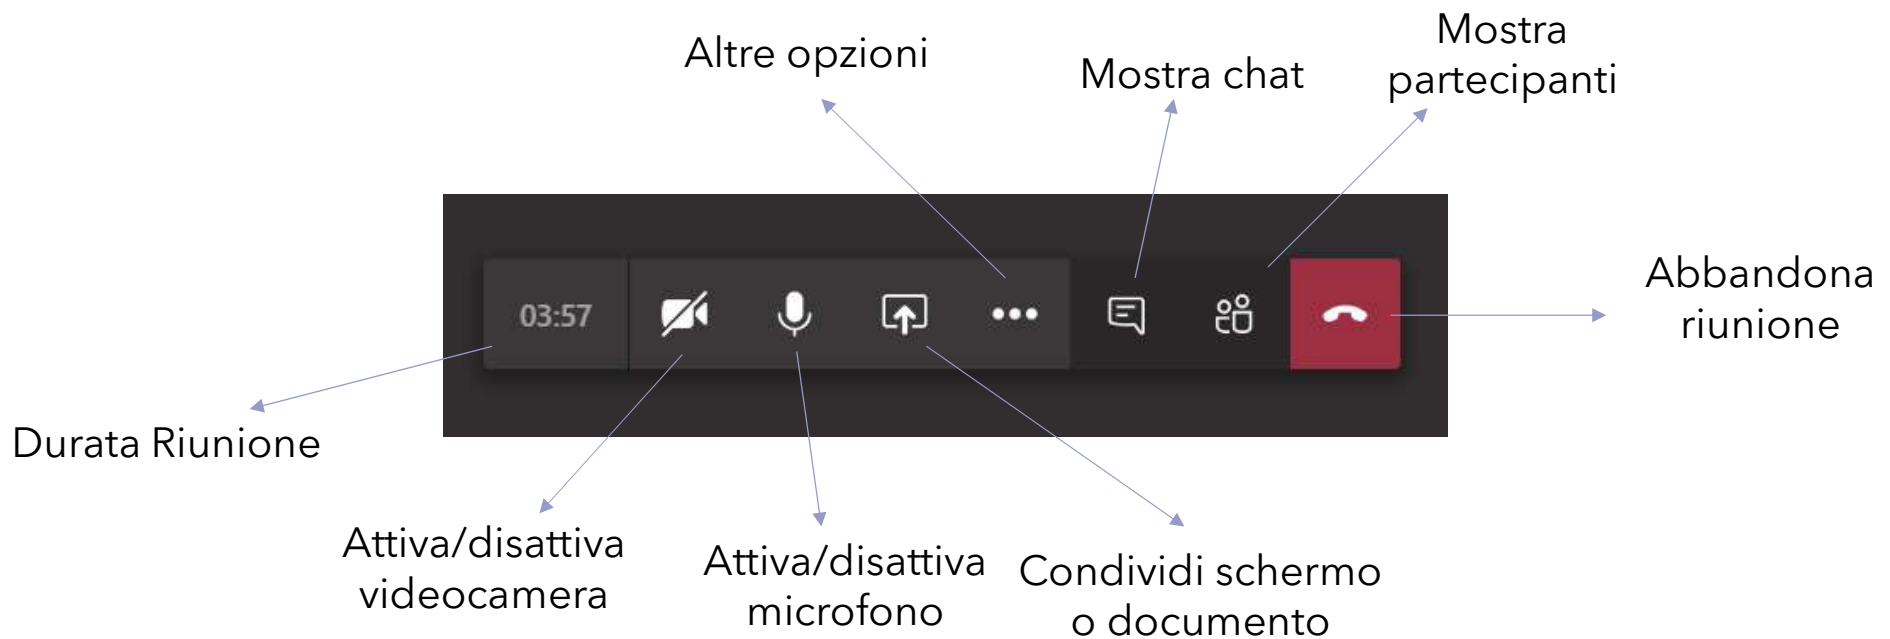 Altre opzioni
Mostra chat
Mostra
partecipanti
03:57
Abbandona
riunione
Durata Riunione
Attiva/disattiva
videocamera
Attiva/disattiva
microfono
Condividi schermo
o documento